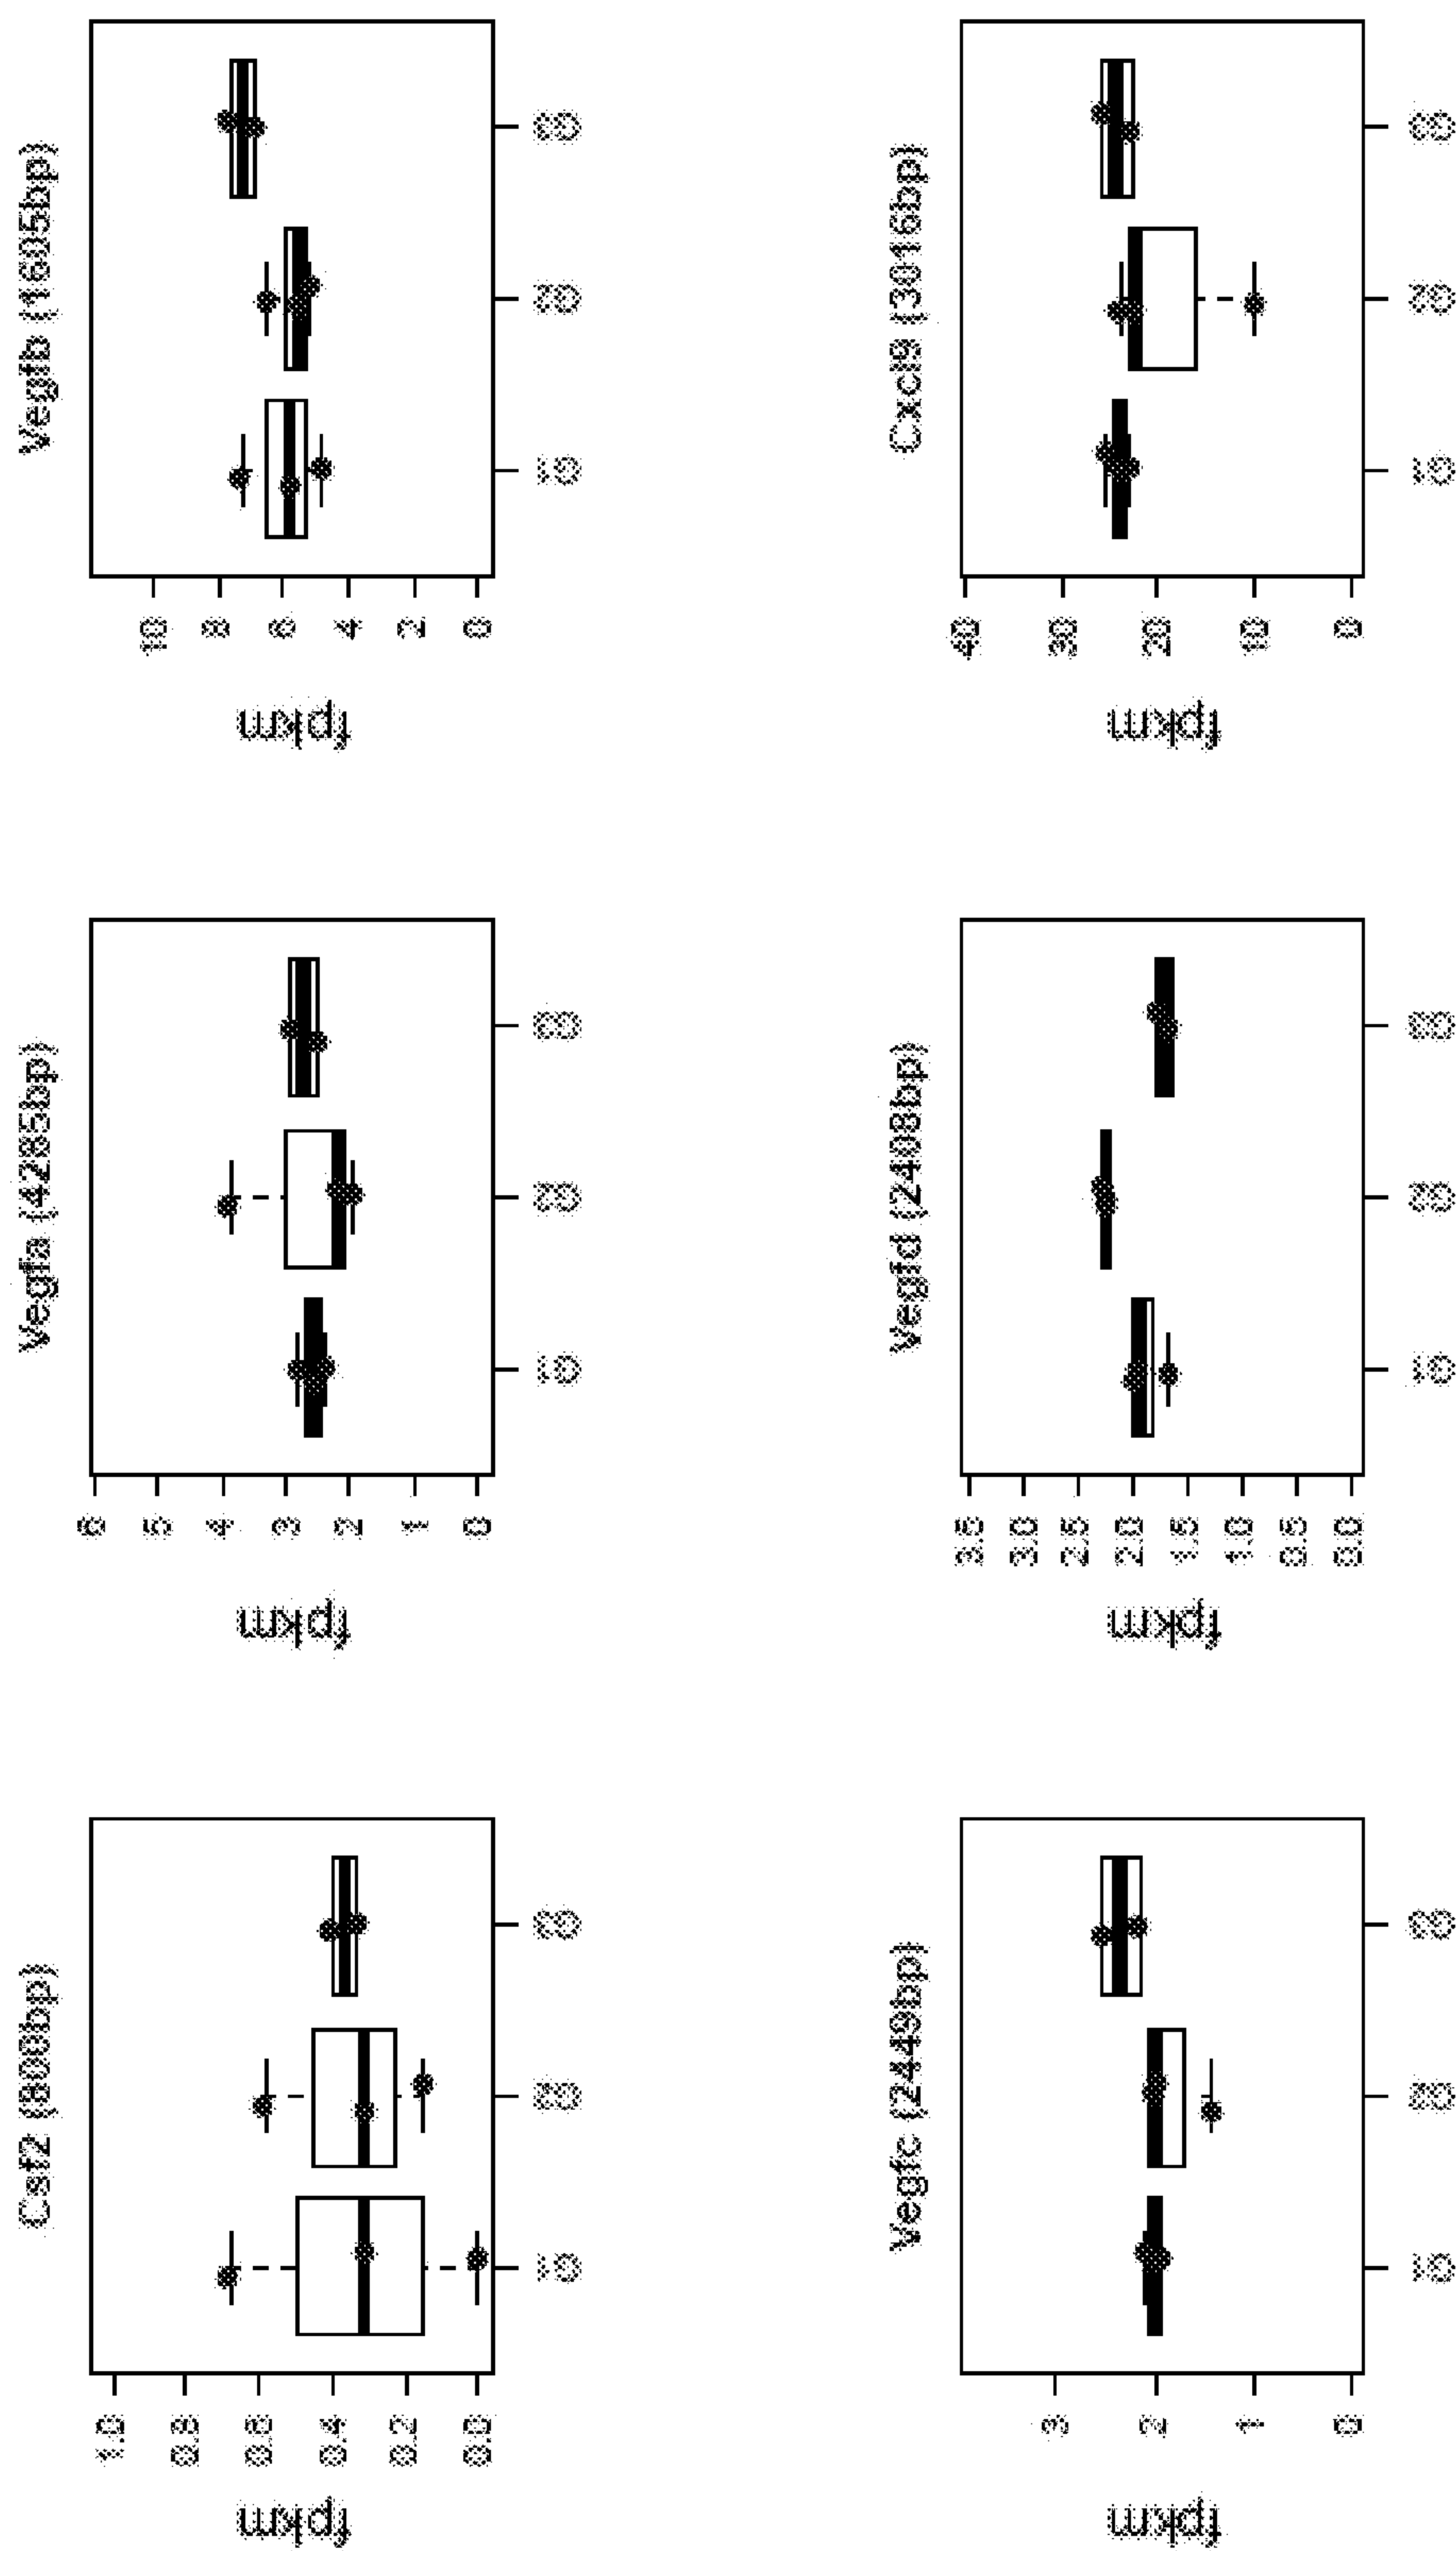 Csf2 (800bp)
fpkm
1.0
0.8
0.6
0.4
0.2
0.0
G1
G2
G3
Vegfa (4285bp)
fpkm
6
5
4
3
2
1
0
G1
G2
G3
Vegfb (1605bp)
fpkm
10
8
6
4
2
0
G1
G2
G3
Vegfc (2449bp)
fpkm
3
2
1
0
G1
G2
G3
Vegfd (2408bp)
fpkm
3.5
3.0
2.5
2.0
1.5
1.0
0.5
0.0
G1
G2
G3
Cxcl9 (3016bp)
fpkm
40
30
20
10
0
G1
G2
G3